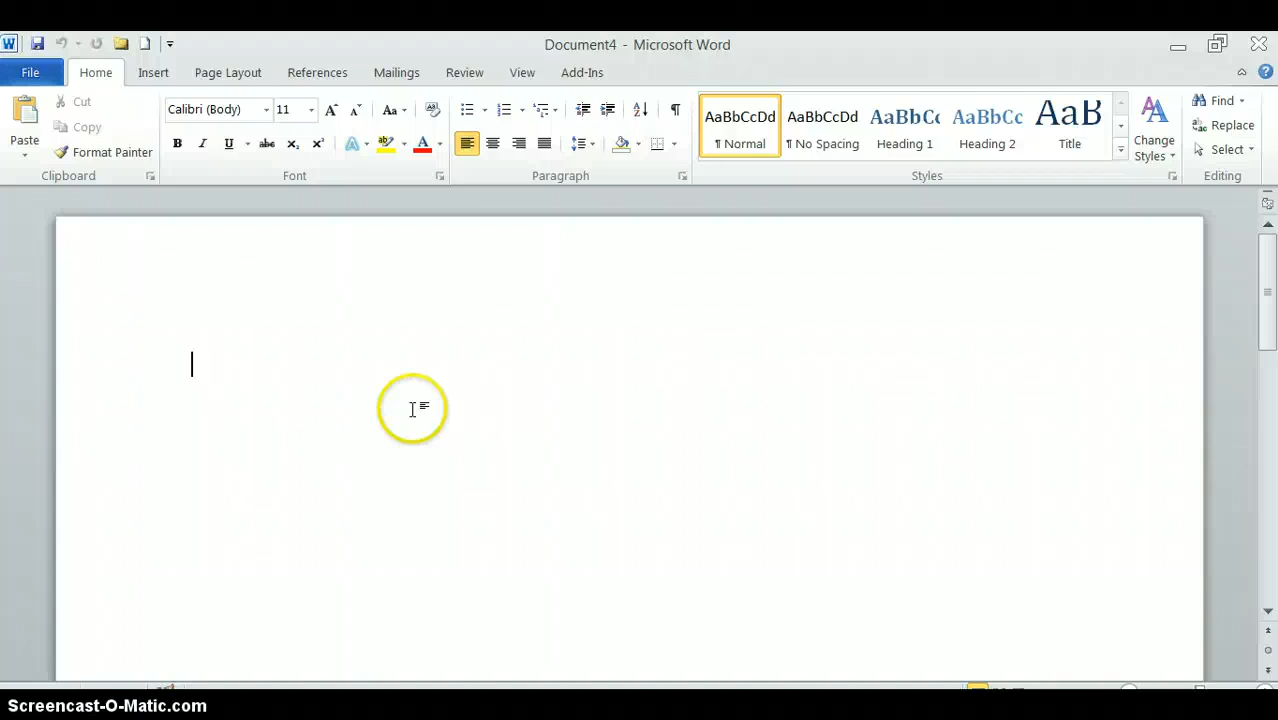 Document4 - Microsoft Word
File Home Insert Page Layout References Mailings Review View Add-Ins
Paste
Cut
Copy
Format Painter
Clipboard
Calibri (Body) 11
Font
Paragraph
AaBbCcDd AaBbCcDd AaBbCc AaBbCc AaB
¶ Normal ¶ No Spacing Heading 1 Heading 2 Title
Change
Styles
Styles
Find
Replace
Select
Editing
Screencast-O-Matic.com